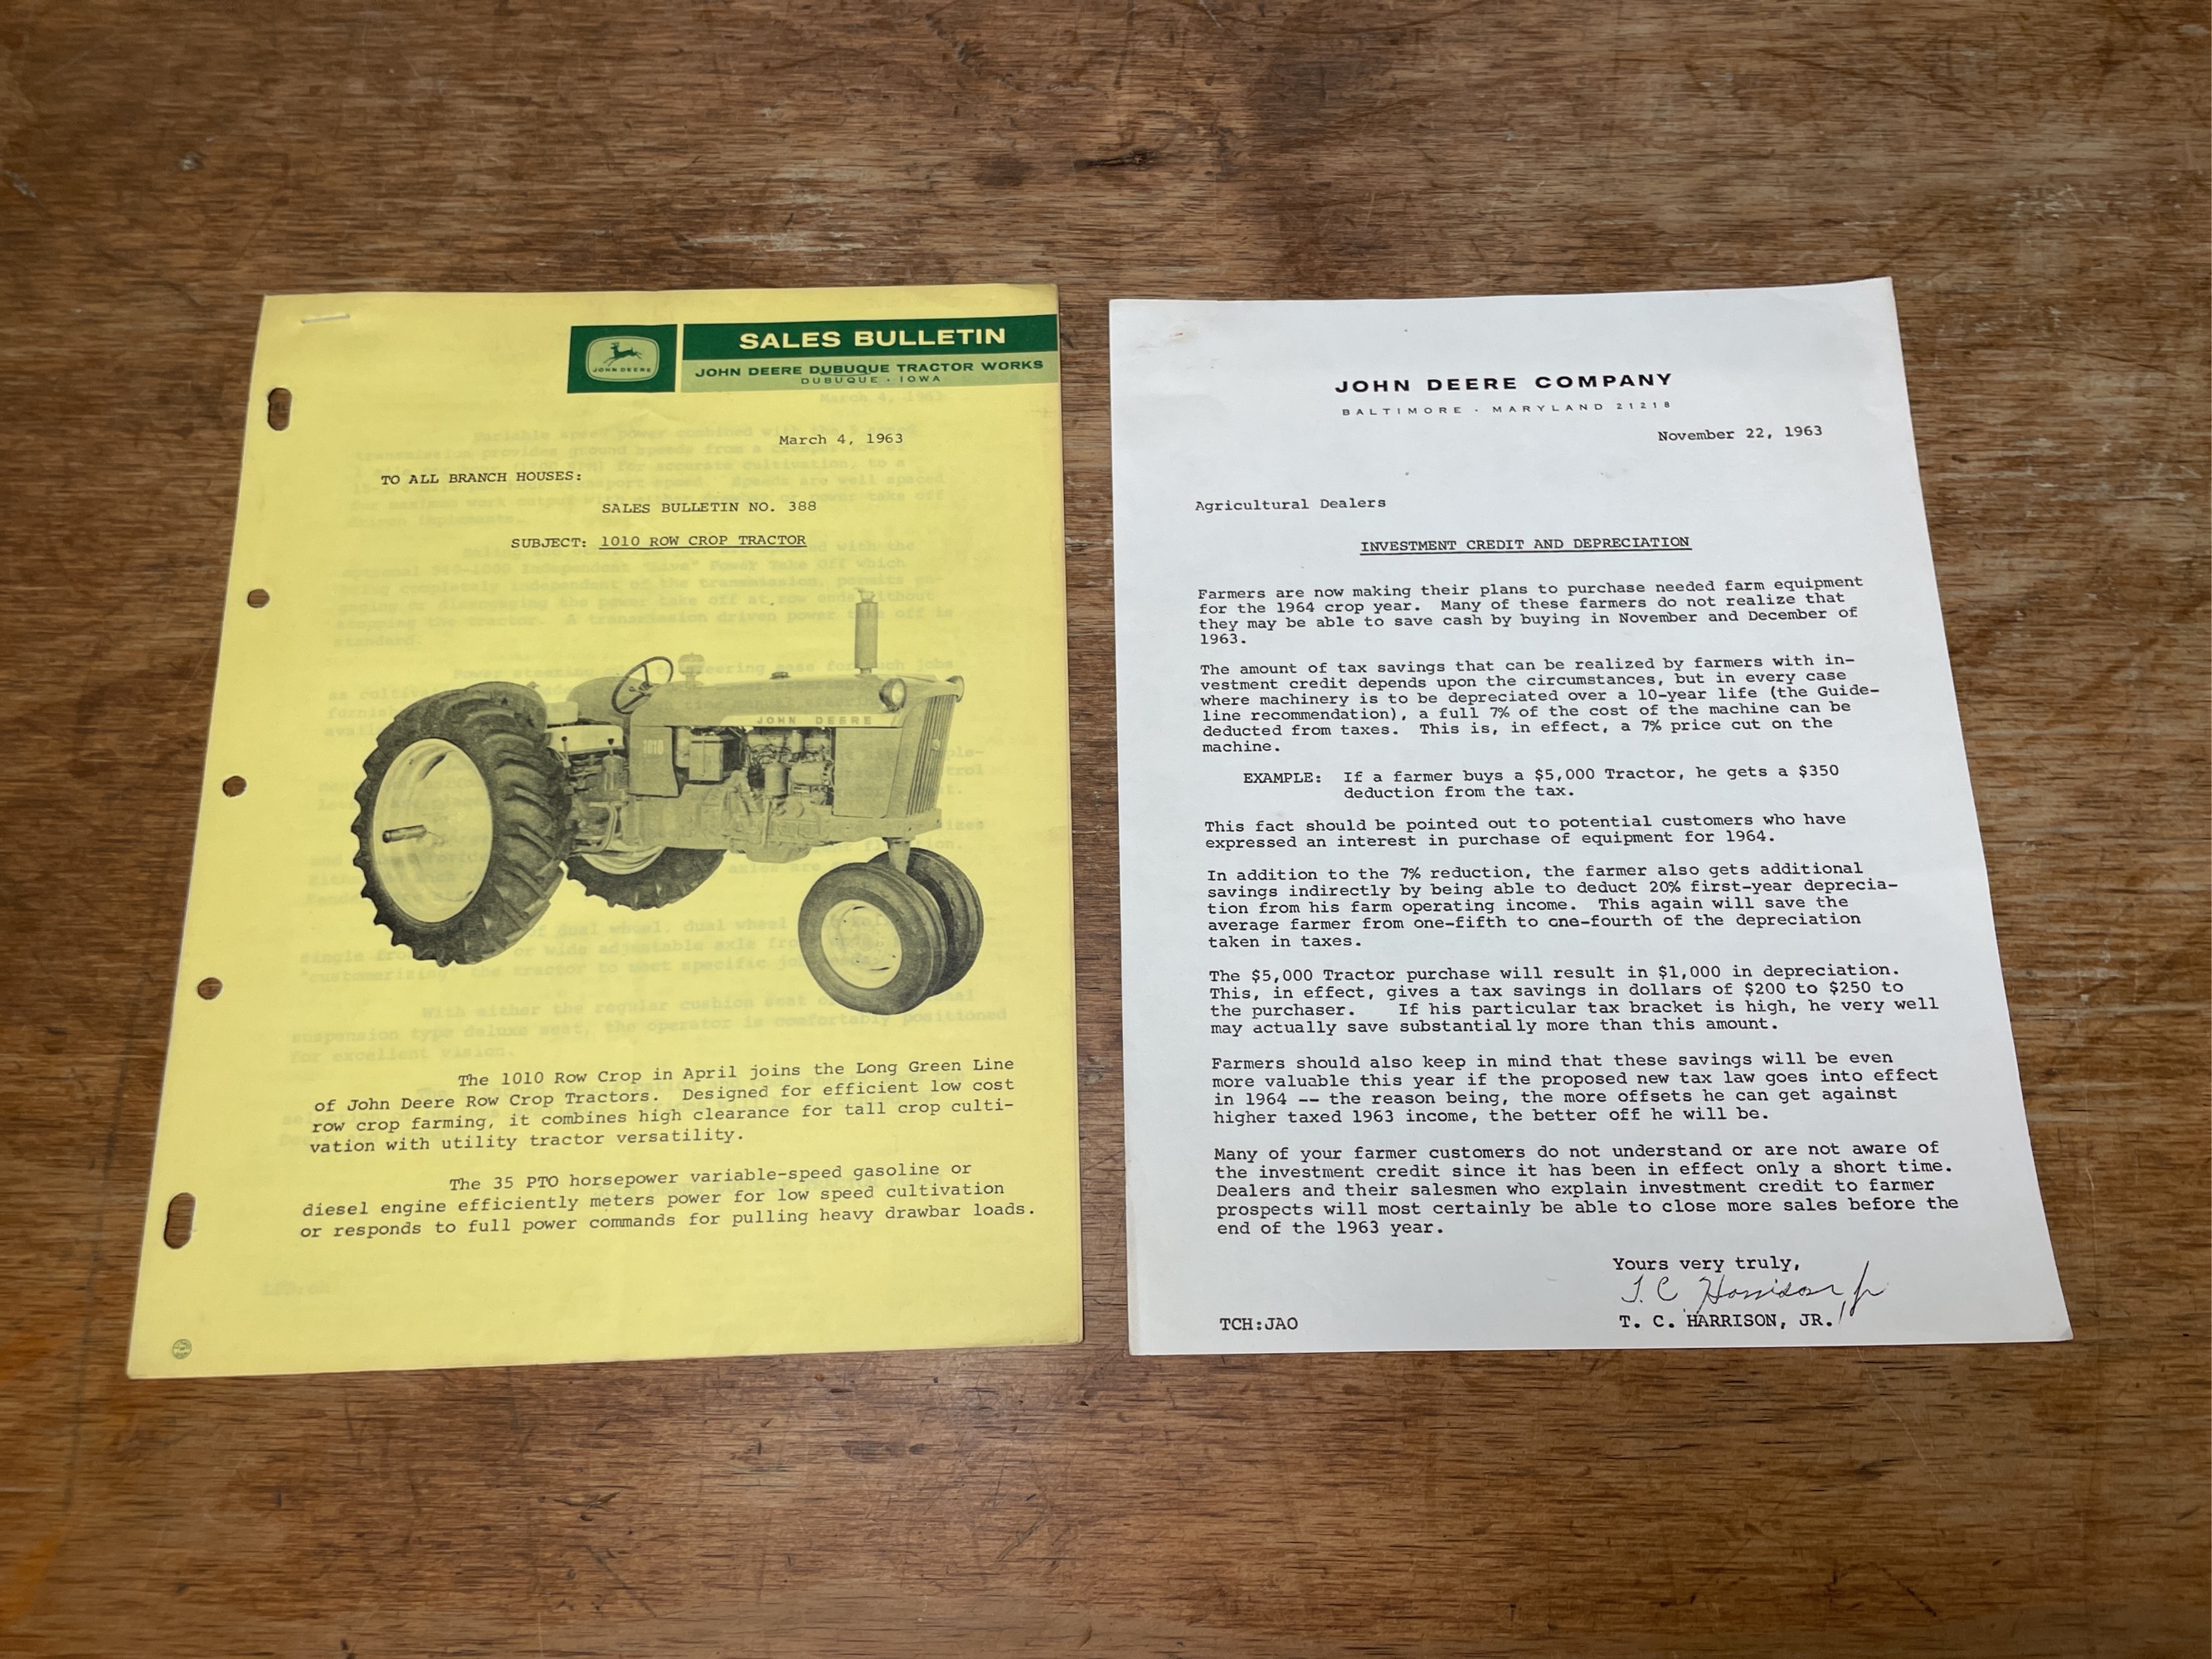 JOHN DEERE
SALES BULLETIN
JOHN DEERE DUBUQUE TRACTOR WORKS
DUBUQUE · IOWA
March 4, 1963
TO ALL BRANCH HOUSES:
SALES BULLETIN NO. 388
SUBJECT: 1010 ROW CROP TRACTOR
JOHN DEERE
1010
The 1010 Row Crop in April joins the Long Green Line
of John Deere Row Crop Tractors. Designed for efficient low cost
row crop farming, it combines high clearance for tall crop culti-
vation with utility tractor versatility.
The 35 PTO horsepower variable-speed gasoline or
diesel engine efficiently meters power for low speed cultivation
or responds to full power commands for pulling heavy drawbar loads.
JOHN DEERE COMPANY
BALTIMORE · MARYLAND 21218
November 22, 1963
Agricultural Dealers
INVESTMENT CREDIT AND DEPRECIATION
Farmers are now making their plans to purchase needed farm equipment
for the 1964 crop year. Many of these farmers do not realize that
they may be able to save cash by buying in November and December of
1963.
The amount of tax savings that can be realized by farmers with in-
vestment credit depends upon the circumstances, but in every case
where machinery is to be depreciated over a 10-year life (the Guide-
line recommendation), a full 7% of the cost of the machine can be
deducted from taxes. This is, in effect, a 7% price cut on the
machine.
EXAMPLE: If a farmer buys a $5,000 Tractor, he gets a $350
deduction from the tax.
This fact should be pointed out to potential customers who have
expressed an interest in purchase of equipment for 1964.
In addition to the 7% reduction, the farmer also gets additional
savings indirectly by being able to deduct 20% first-year deprecia-
tion from his farm operating income. This again will save the
average farmer from one-fifth to one-fourth of the depreciation
taken in taxes.
The $5,000 Tractor purchase will result in $1,000 in depreciation.
This, in effect, gives a tax savings in dollars of $200 to $250 to
the purchaser. If his particular tax bracket is high, he very well
may actually save substantially more than this amount.
Farmers should also keep in mind that these savings will be even
more valuable this year if the proposed new tax law goes into effect
in 1964 -- the reason being, the more offsets he can get against
higher taxed 1963 income, the better off he will be.
Many of your farmer customers do not understand or are not aware of
the investment credit since it has been in effect only a short time.
Dealers and their salesmen who explain investment credit to farmer
prospects will most certainly be able to close more sales before the
end of the 1963 year.
Yours very truly,
T. C Harrison, Jr
TCH:JAO
T. C. HARRISON, JR.